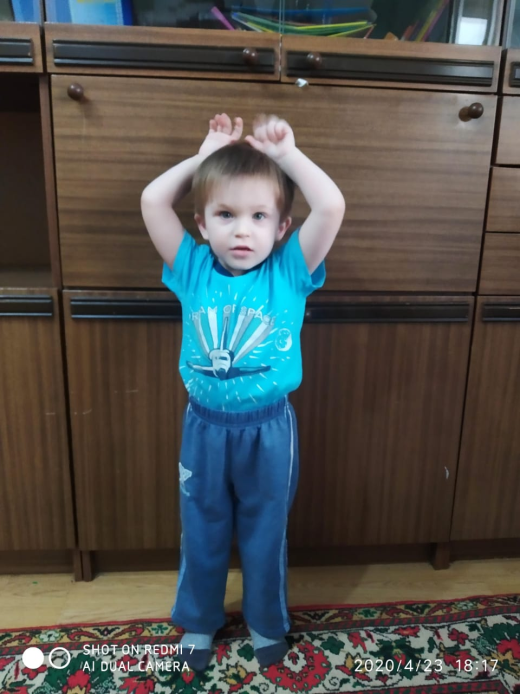 SHOT ON REDMI 7
AI DUAL CAMERA
2020/4/23 18:17